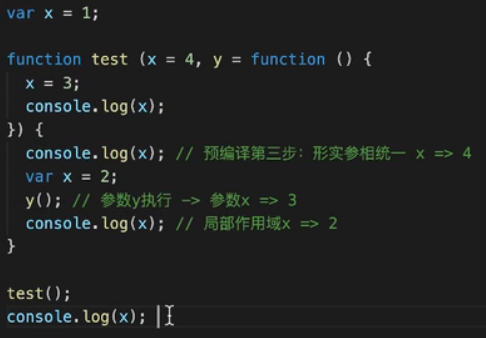 var x = 1;
function test (x = 4, y = function () {
x = 3;
console.log(x);
}) {
console.log(x); // 预编译第三步：形实参相统一 x => 4
var x = 2;
y(); // 参数y执行 -> 参数x => 3
console.log(x); // 局部作用域x => 2
}
test();
console.log(x);